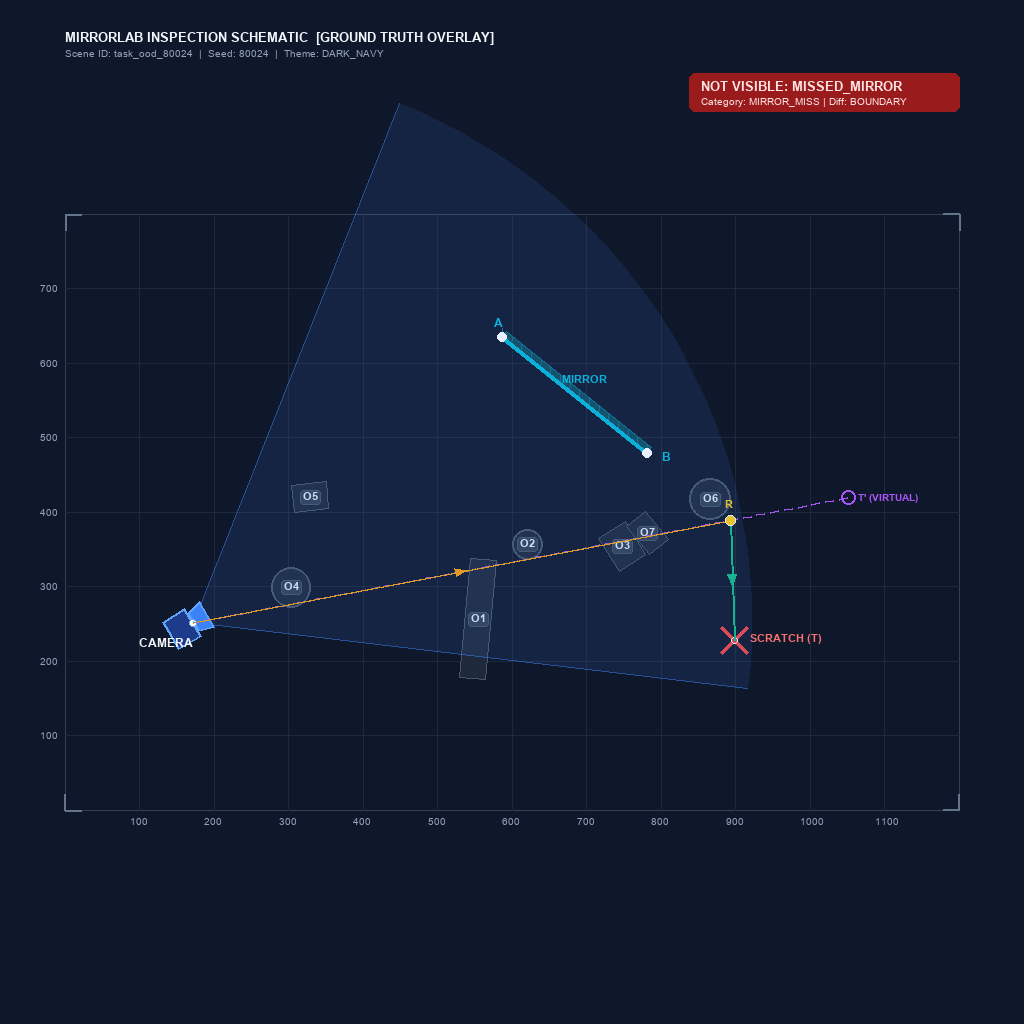 MIRRORLAB INSPECTION SCHEMATIC  [GROUND TRUTH OVERLAY]
Scene ID: task_ood_80024  |  Seed: 80024  |  Theme: DARK_NAVY
NOT VISIBLE: MISSED_MIRROR
Category: MIRROR_MISS | Diff: BOUNDARY
700
600
500
400
300
200
100
A
MIRROR
B
O5
O6
R
T' (VIRTUAL)
O7
O2
O3
O4
O1
CAMERA
SCRATCH (T)
100 200 300 400 500 600 700 800 900 1000 1100